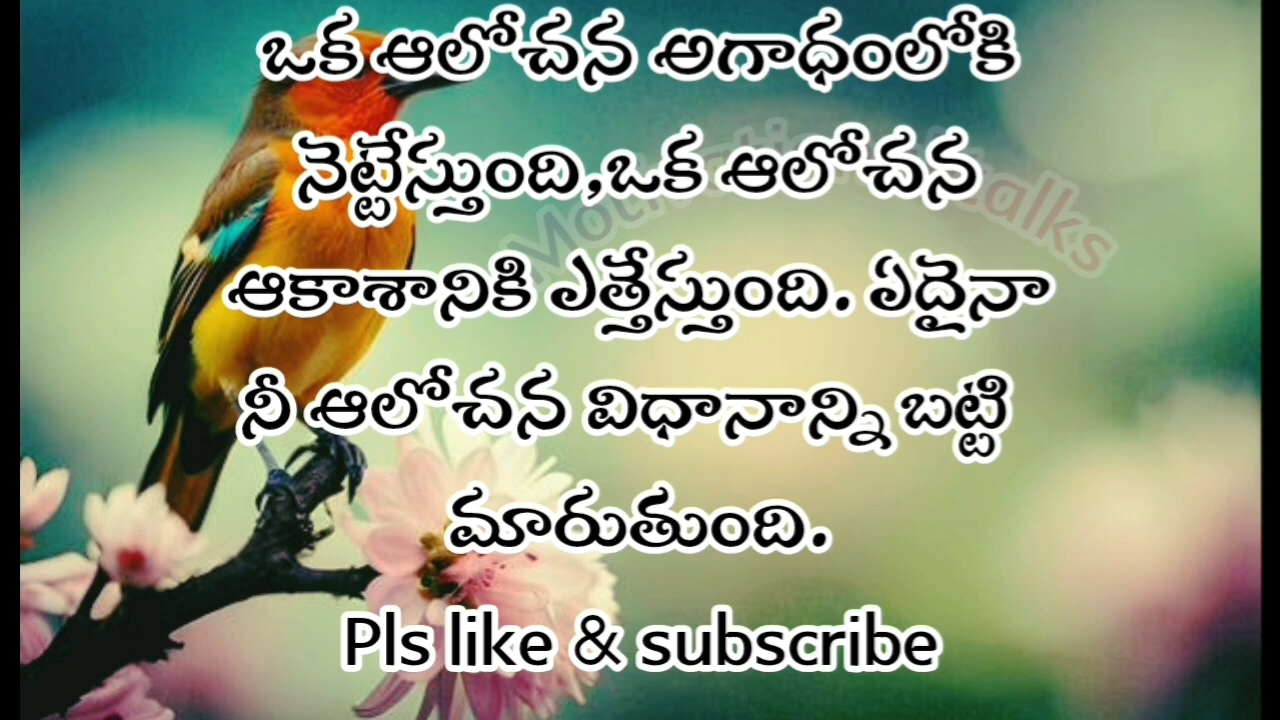 ఒక ఆలోచన అగాధంలోకి
నెట్టేస్తుంది,ఒక ఆలోచన
ఆకాశానికి ఎత్తేస్తుంది. ఏదైనా
నీ ఆలోచన విధానాన్ని బట్టి
మారుతుంది.
Pls like & subscribe